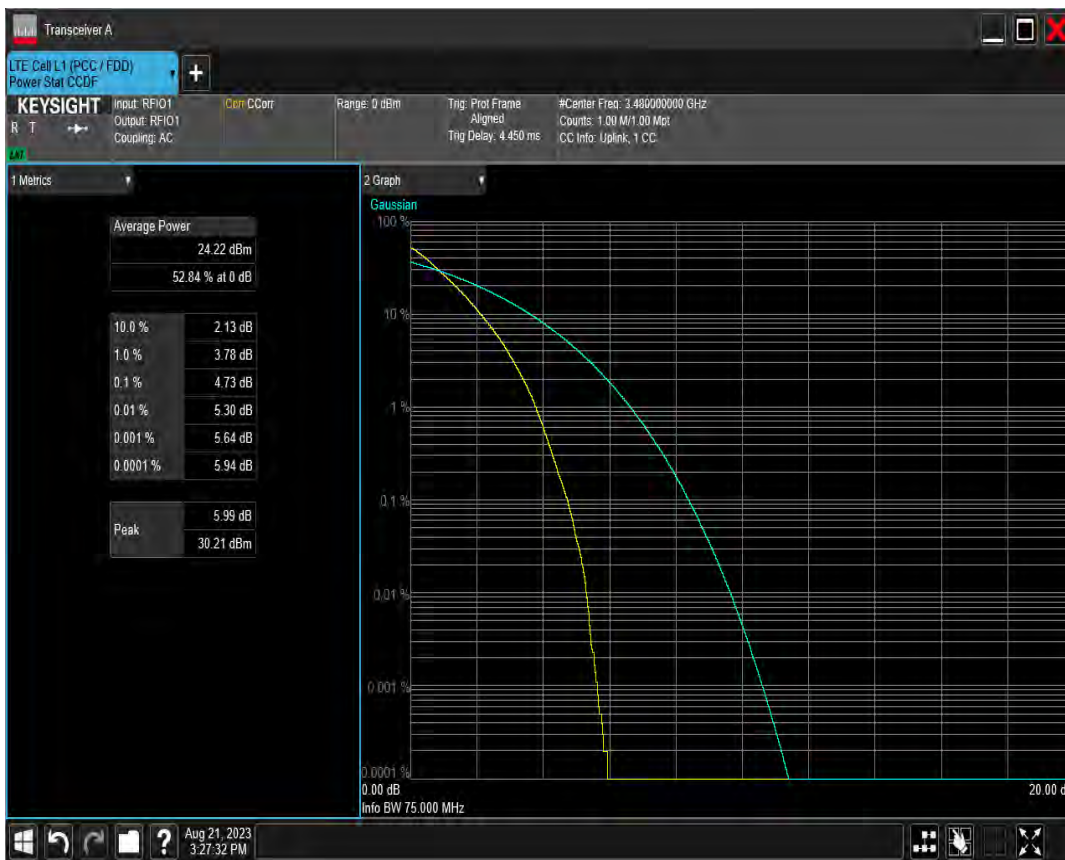 Transceiver A
LTE Cell L1 (PCC / FDD)
Power Stat CCDF
+
KEYSIGHT
R T
LNI
Input: RFIO1
Output: RFIO1
Coupling: AC
Corr CCorr
Range: 0 dBm
Trig: Prot Frame
Aligned
Trig Delay: 4.450 ms
#Center Freq: 3.480000000 GHz
Counts: 1.00 M/1.00 Mpt
CC Info: Uplink, 1 CC
1 Metrics
Average Power
24.22 dBm
52.84 % at 0 dB
10.0 % 2.13 dB
1.0 % 3.78 dB
0.1 % 4.73 dB
0.01 % 5.30 dB
0.001 % 5.64 dB
0.0001 % 5.94 dB
Peak
5.99 dB
30.21 dBm
2 Graph
Gaussian
100 %
10 %
1 %
0.1 %
0.01 %
0.001 %
0.0001 %
0.00 dB
20.00 d
Info BW 75.000 MHz
?
Aug 21, 2023
3:27:32 PM